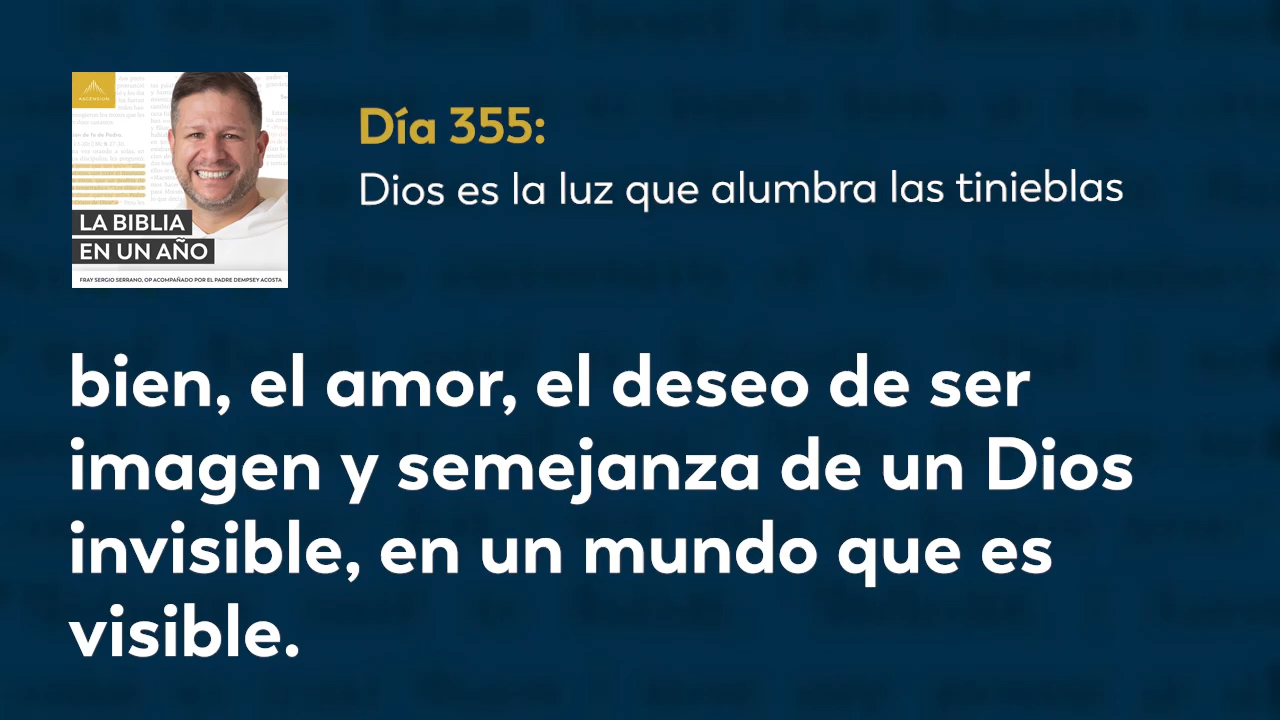 ASCENSIÓN
LA BIBLIA
EN UN AÑO
FRAY SERGIO SERRANO, OP ACOMPAÑADO POR EL PADRE DEMPSEY ACOSTA
Día 355:
Dios es la luz que alumbra las tinieblas
bien, el amor, el deseo de ser
imagen y semejanza de un Dios
invisible, en un mundo que es
visible.